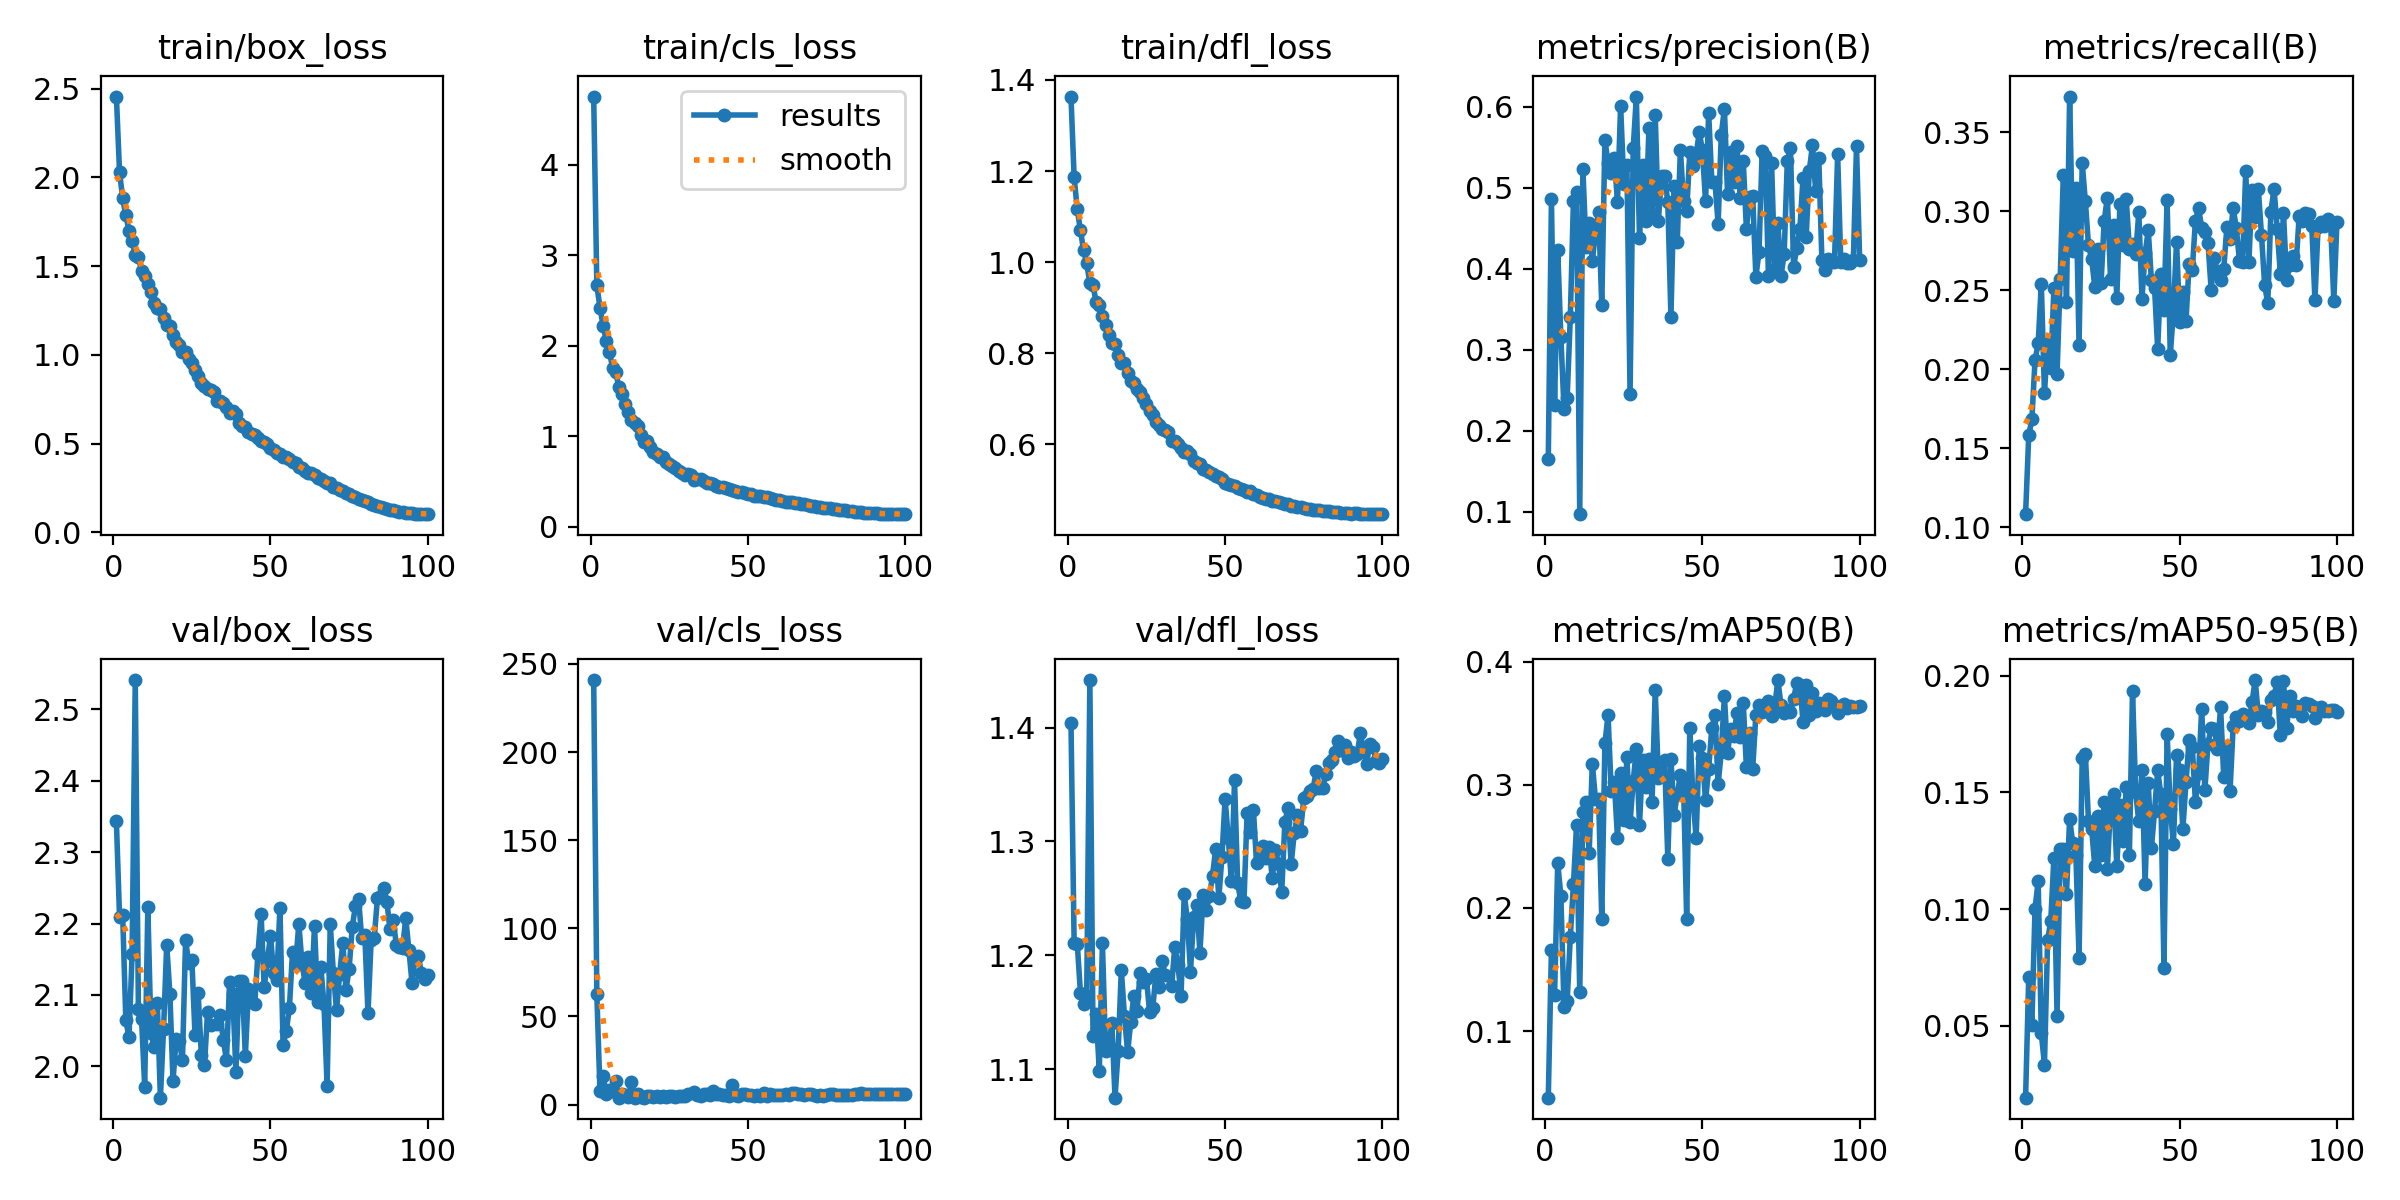 train/box_loss
2.5
2.0
1.5
1.0
0.5
0.0
0 50 100
train/cls_loss
results
smooth
4
3
2
1
0
0 50 100
train/dfl_loss
1.4
1.2
1.0
0.8
0.6
0 50 100
metrics/precision(B)
0.6
0.5
0.4
0.3
0.2
0.1
0 50 100
metrics/recall(B)
0.35
0.30
0.25
0.20
0.15
0.10
0 50 100
val/box_loss
2.5
2.4
2.3
2.2
2.1
2.0
0 50 100
val/cls_loss
250
200
150
100
50
0
0 50 100
val/dfl_loss
1.4
1.3
1.2
1.1
0 50 100
metrics/mAP50(B)
0.4
0.3
0.2
0.1
0 50 100
metrics/mAP50-95(B)
0.20
0.15
0.10
0.05
0 50 100